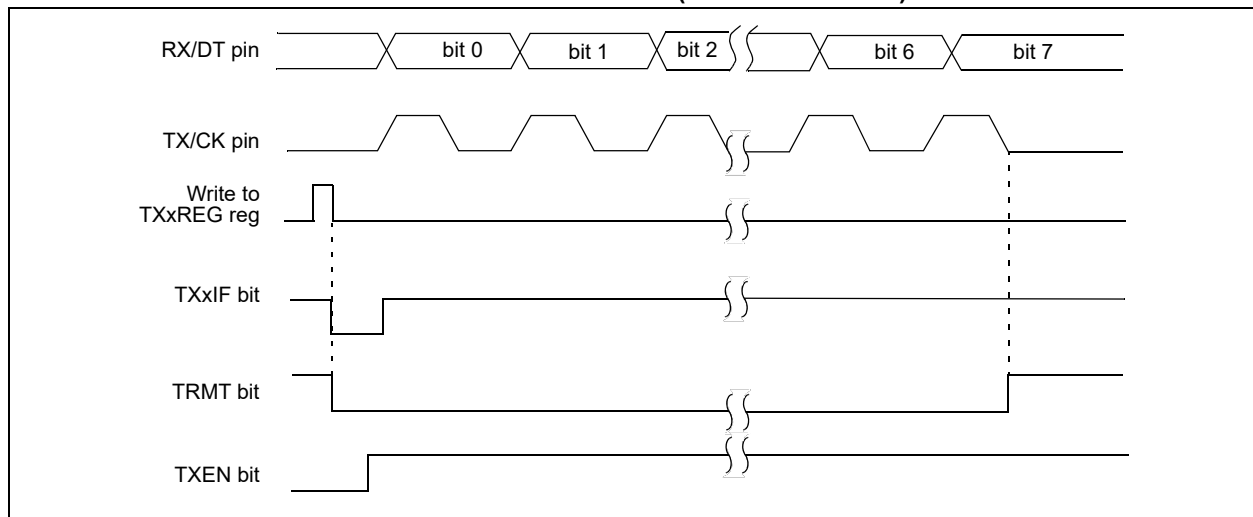 RX/DT pin
bit 0
bit 1
bit 2
bit 6
bit 7
TX/CK pin
Write to
TXxREG reg
TXxIF bit
TRMT bit
TXEN bit